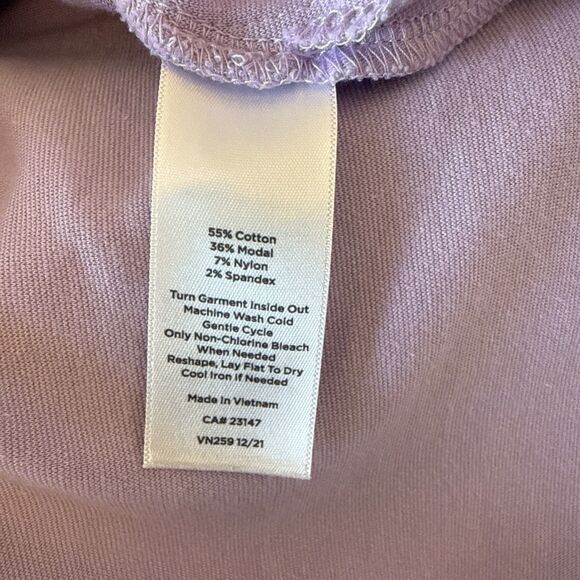 55% Cotton
36% Modal
7% Nylon
2% Spandex
Turn Garment Inside Out
Machine Wash Cold
Gentle Cycle
Only Non-Chlorine Bleach
When Needed
Reshape, Lay Flat To Dry
Cool Iron If Needed
Made In Vietnam
CA# 23147
VN259 12/21